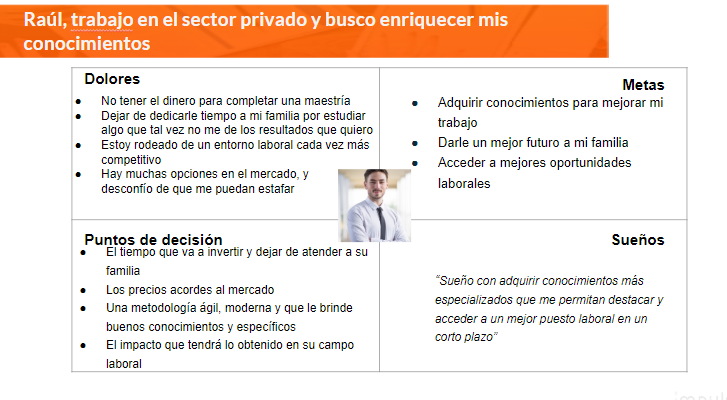 Raúl, trabajo en el sector privado y busco enriquecer mis
conocimientos
Dolores
● No tener el dinero para completar una maestría
● Dejar de dedicarle tiempo a mi familia por estudiar
algo que tal vez no me de los resultados que quiero
● Estoy rodeado de un entorno laboral cada vez más
competitivo
● Hay muchas opciones en el mercado, y
desconfío de que me puedan estafar
Metas
● Adquirir conocimientos para mejorar mi
trabajo
● Darle un mejor futuro a mi familia
● Acceder a mejores oportunidades
laborales
Puntos de decisión
● El tiempo que va a invertir y dejar de atender a su
familia
● Los precios acordes al mercado
● Una metodología ágil, moderna y que le brinde
buenos conocimientos y específicos
● El impacto que tendrá lo obtenido en su campo
laboral
Sueños
“Sueño con adquirir conocimientos más
especializados que me permitan destacar y
acceder a un mejor puesto laboral en un
corto plazo”